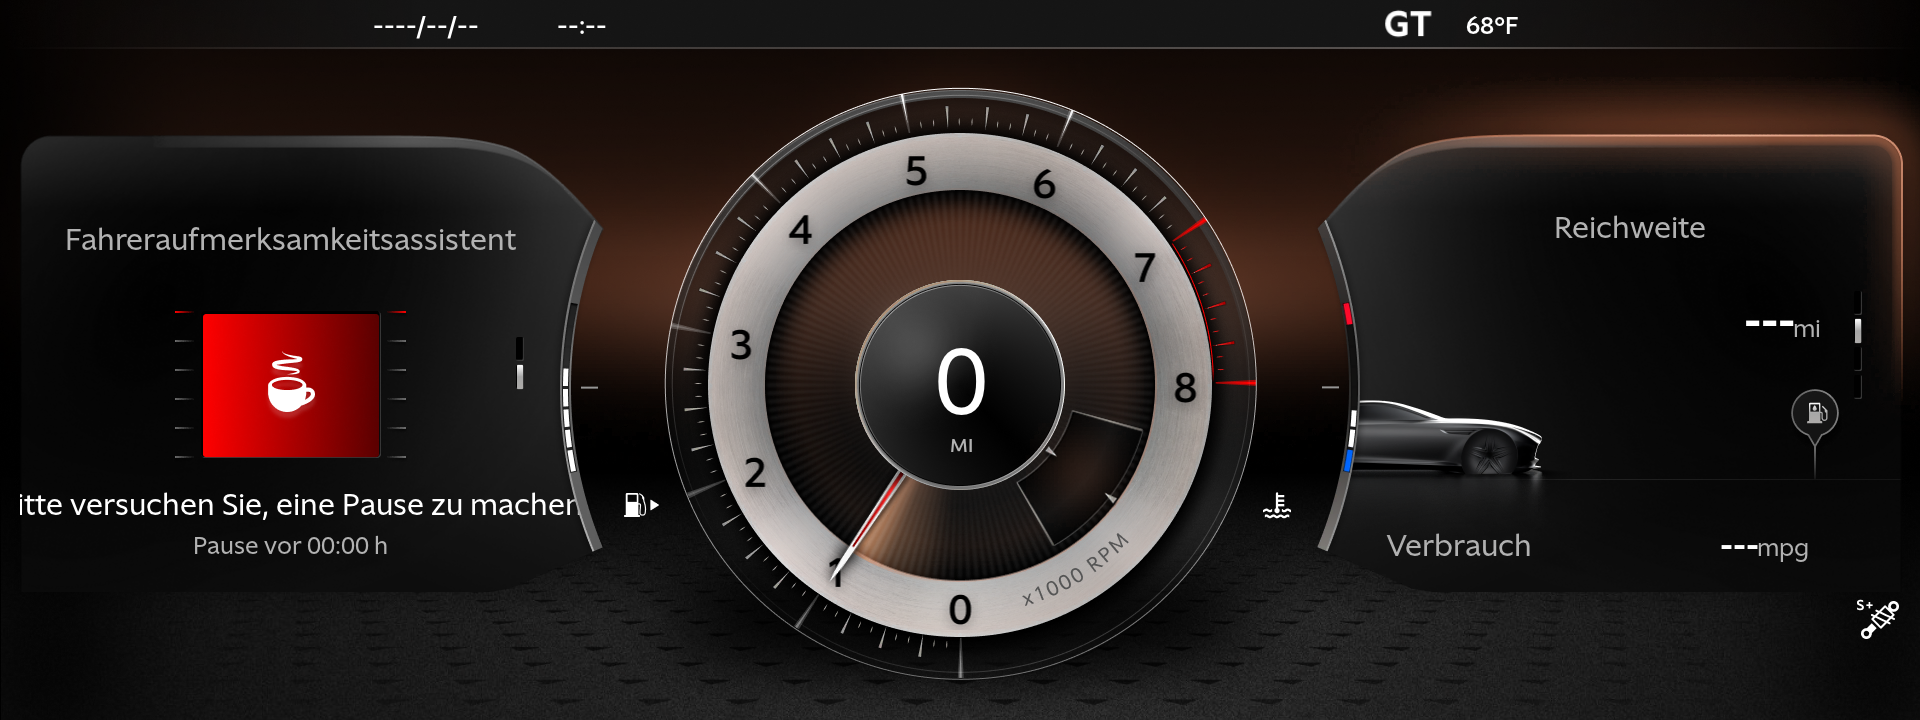 ----/--/-- --:-- GT 68°F
Fahreraufmerksamkeitsassistent
itte versuchen Sie, eine Pause zu machen
Pause vor 00:00 h
0
1
2
3
4
5
6
7
8
x1000 RPM
0
MI
Reichweite
---mi
Verbrauch ---mpg
S+